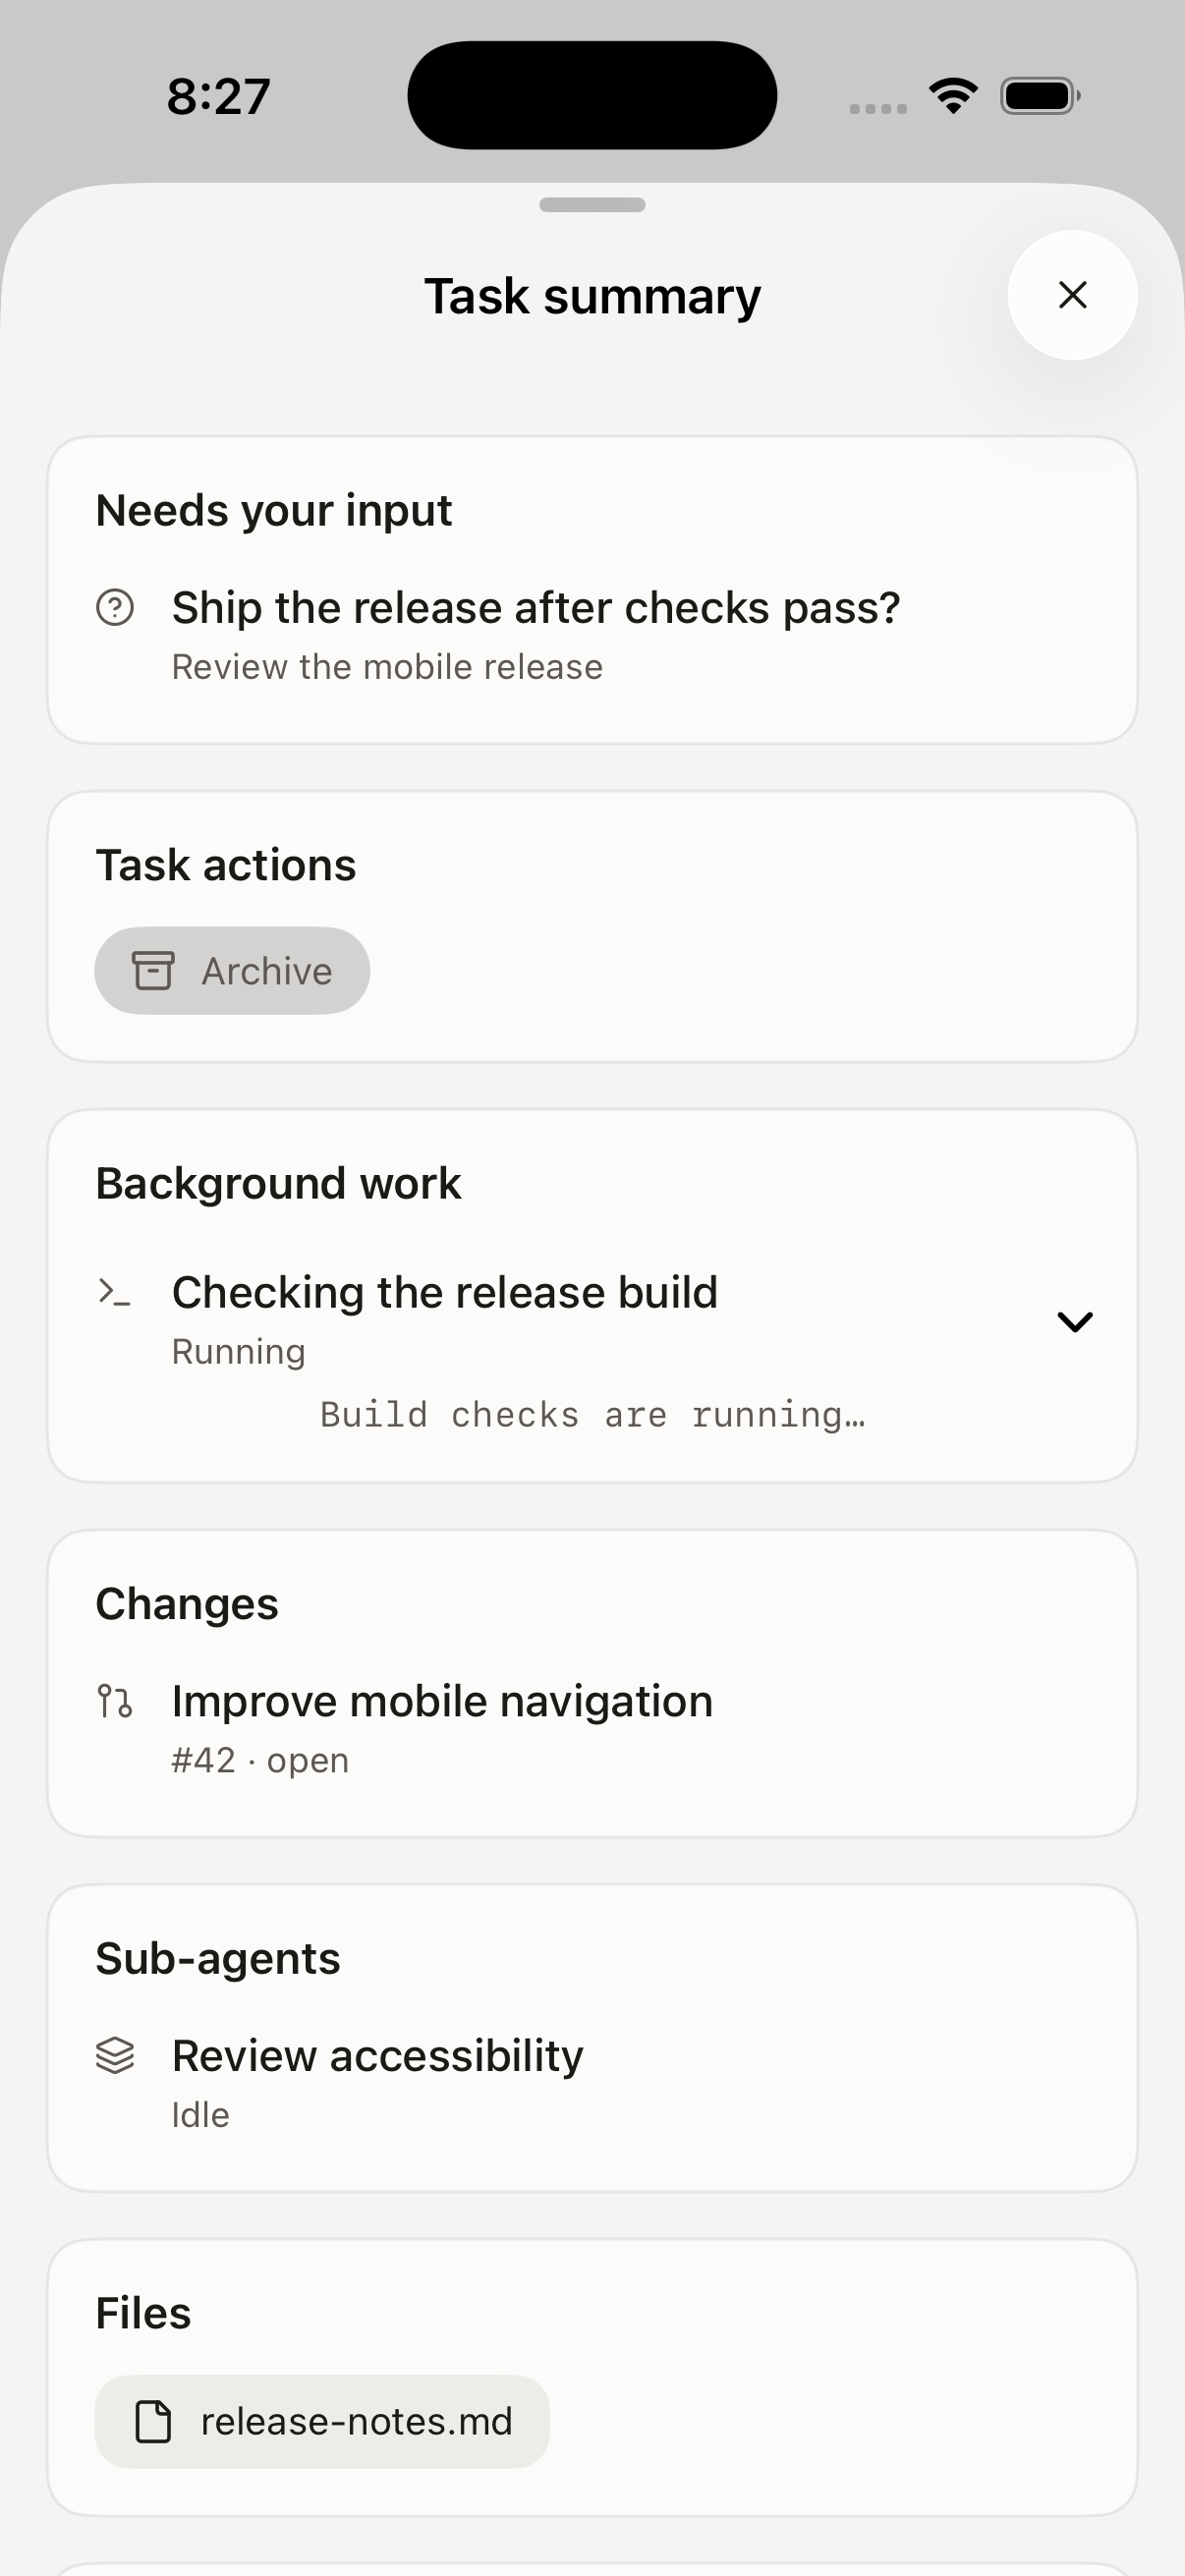 8:27
Task summary
Needs your input
Ship the release after checks pass?
Review the mobile release
Task actions
Archive
Background work
Checking the release build
Running
Build checks are running…
Changes
Improve mobile navigation
#42 · open
Sub-agents
Review accessibility
Idle
Files
release-notes.md